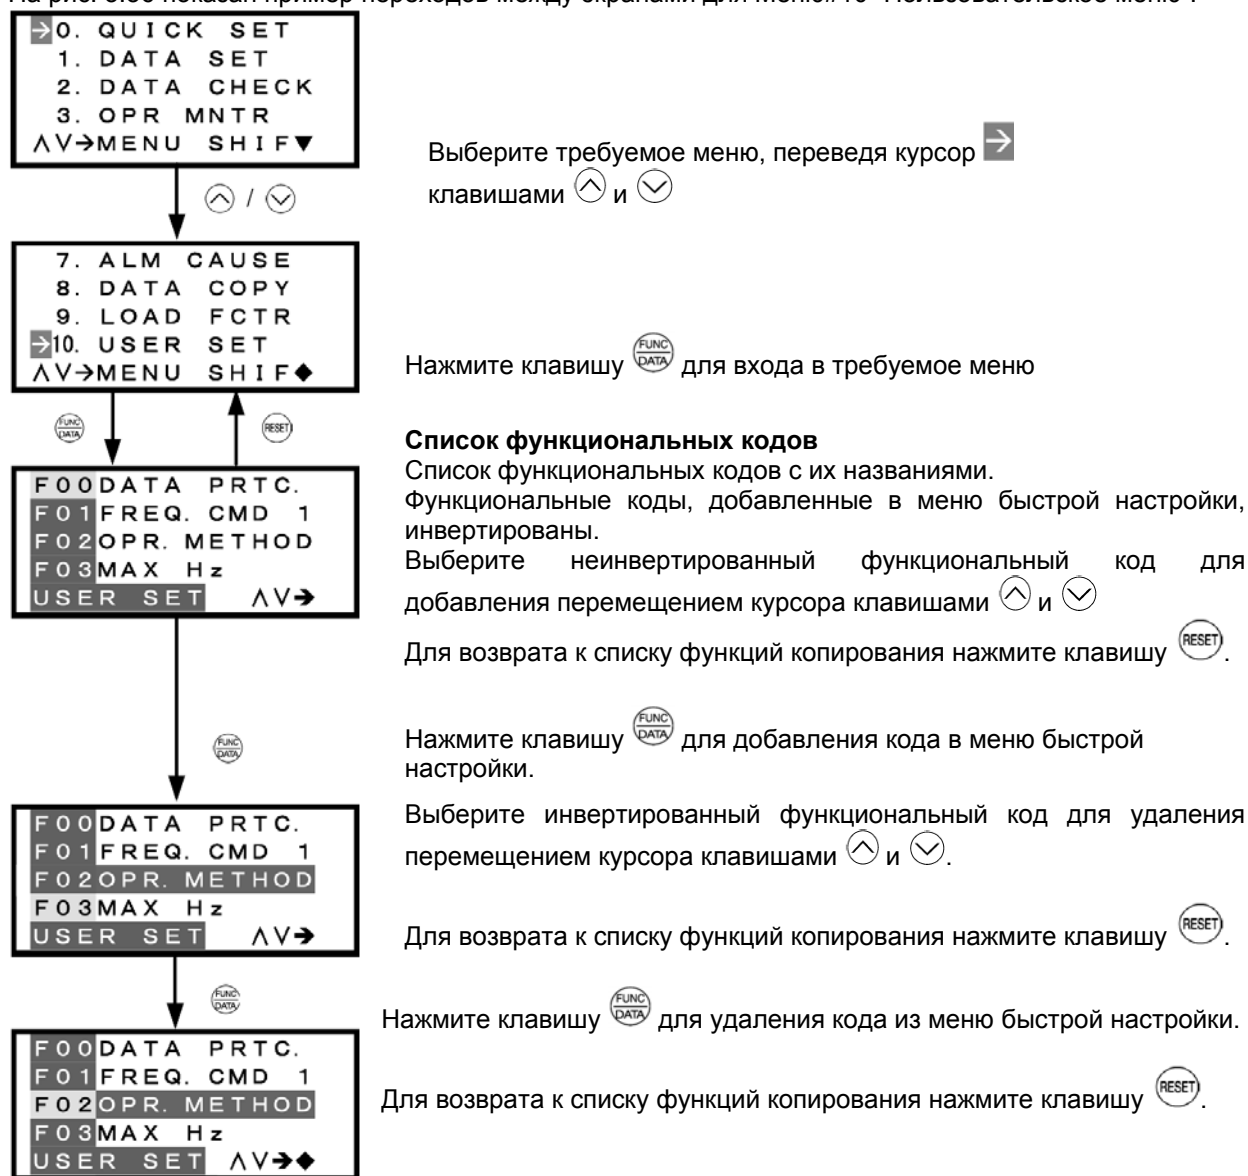 На рис. 3.53 показан пример переходов между экранами для Меню#10 "Пользовательское меню".
→0. QUICK SET
1. DATA SET
2. DATA CHECK
3. OPR MNTR
∧∨→MENU SHIF▼
Выберите требуемое меню, переведя курсор →
клавишами ∧ и ∨
∧ / ∨
7. ALM CAUSE
8. DATA COPY
9. LOAD FCTR
→10. USER SET
∧∨→MENU SHIF◆
Нажмите клавишу FUNC DATA для входа в требуемое меню
FUNC DATA
RESET
Список функциональных кодов
Список функциональных кодов с их названиями.
Функциональные коды, добавленные в меню быстрой настройки,
инвертированы.
Выберите неинвертированный функциональный код для
добавления перемещением курсора клавишами ∧ и ∨
Для возврата к списку функций копирования нажмите клавишу RESET.
F00DATA PRTC.
F01FREQ. CMD 1
F02OPR. METHOD
F03MAX Hz
USER SET ∧∨→
FUNC DATA
Нажмите клавишу FUNC DATA для добавления кода в меню быстрой
настройки.
Выберите инвертированный функциональный код для удаления
перемещением курсора клавишами ∧ и ∨.
Для возврата к списку функций копирования нажмите клавишу RESET.
F00DATA PRTC.
F01FREQ. CMD 1
F02OPR. METHOD
F03MAX Hz
USER SET ∧∨→
FUNC DATA
Нажмите клавишу FUNC DATA для удаления кода из меню быстрой настройки.
Для возврата к списку функций копирования нажмите клавишу RESET.
F00DATA PRTC.
F01FREQ. CMD 1
F02OPR. METHOD
F03MAX Hz
USER SET ∧∨→◆